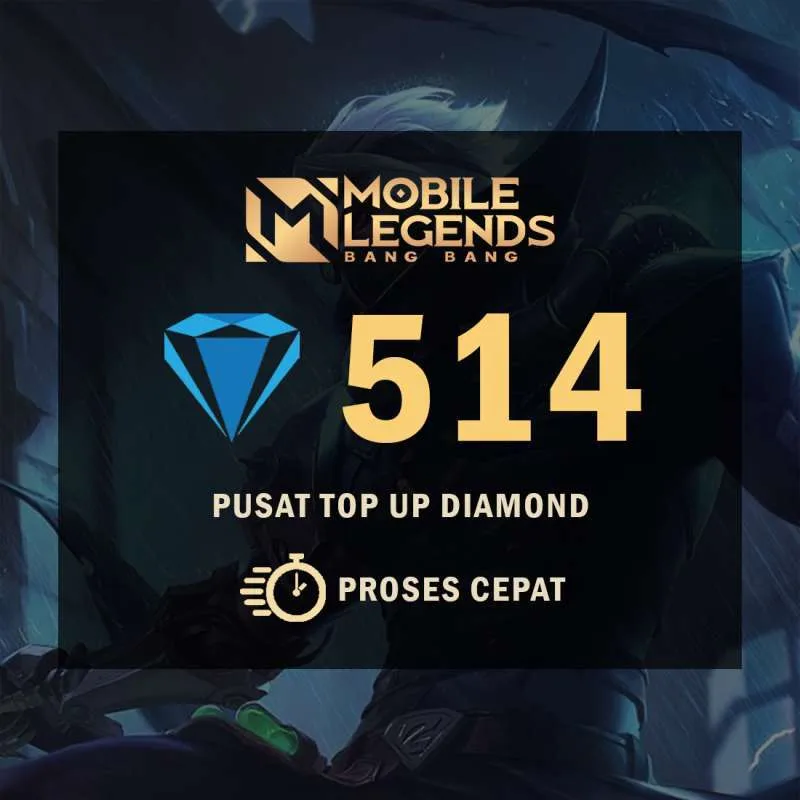 MOBILE
LEGENDS
BANG BANG
514
PUSAT TOP UP DIAMOND
PROSES CEPAT